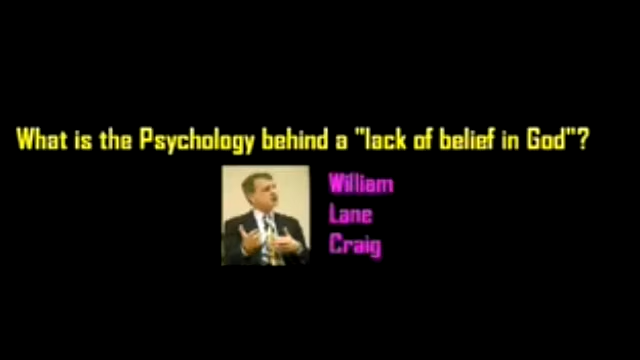 What is the Psychology behind a "lack of belief in God"?
William
Lane
Craig